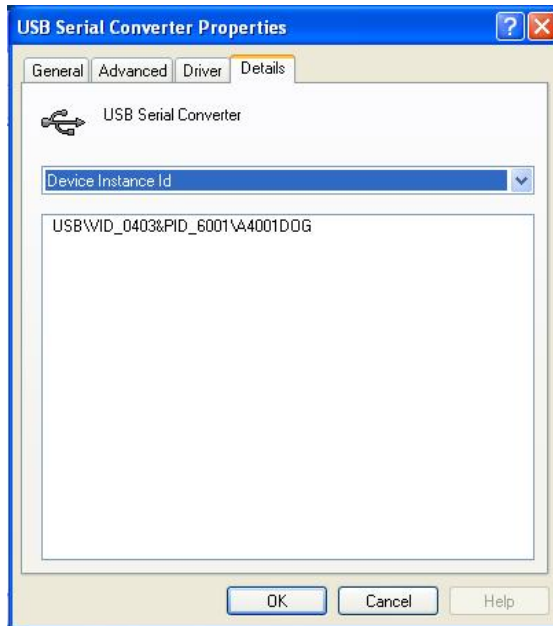 USB Serial Converter Properties
General Advanced Driver Details
USB Serial Converter
Device Instance Id
USB\VID_0403&PID_6001\A4001DOG
OK Cancel Help